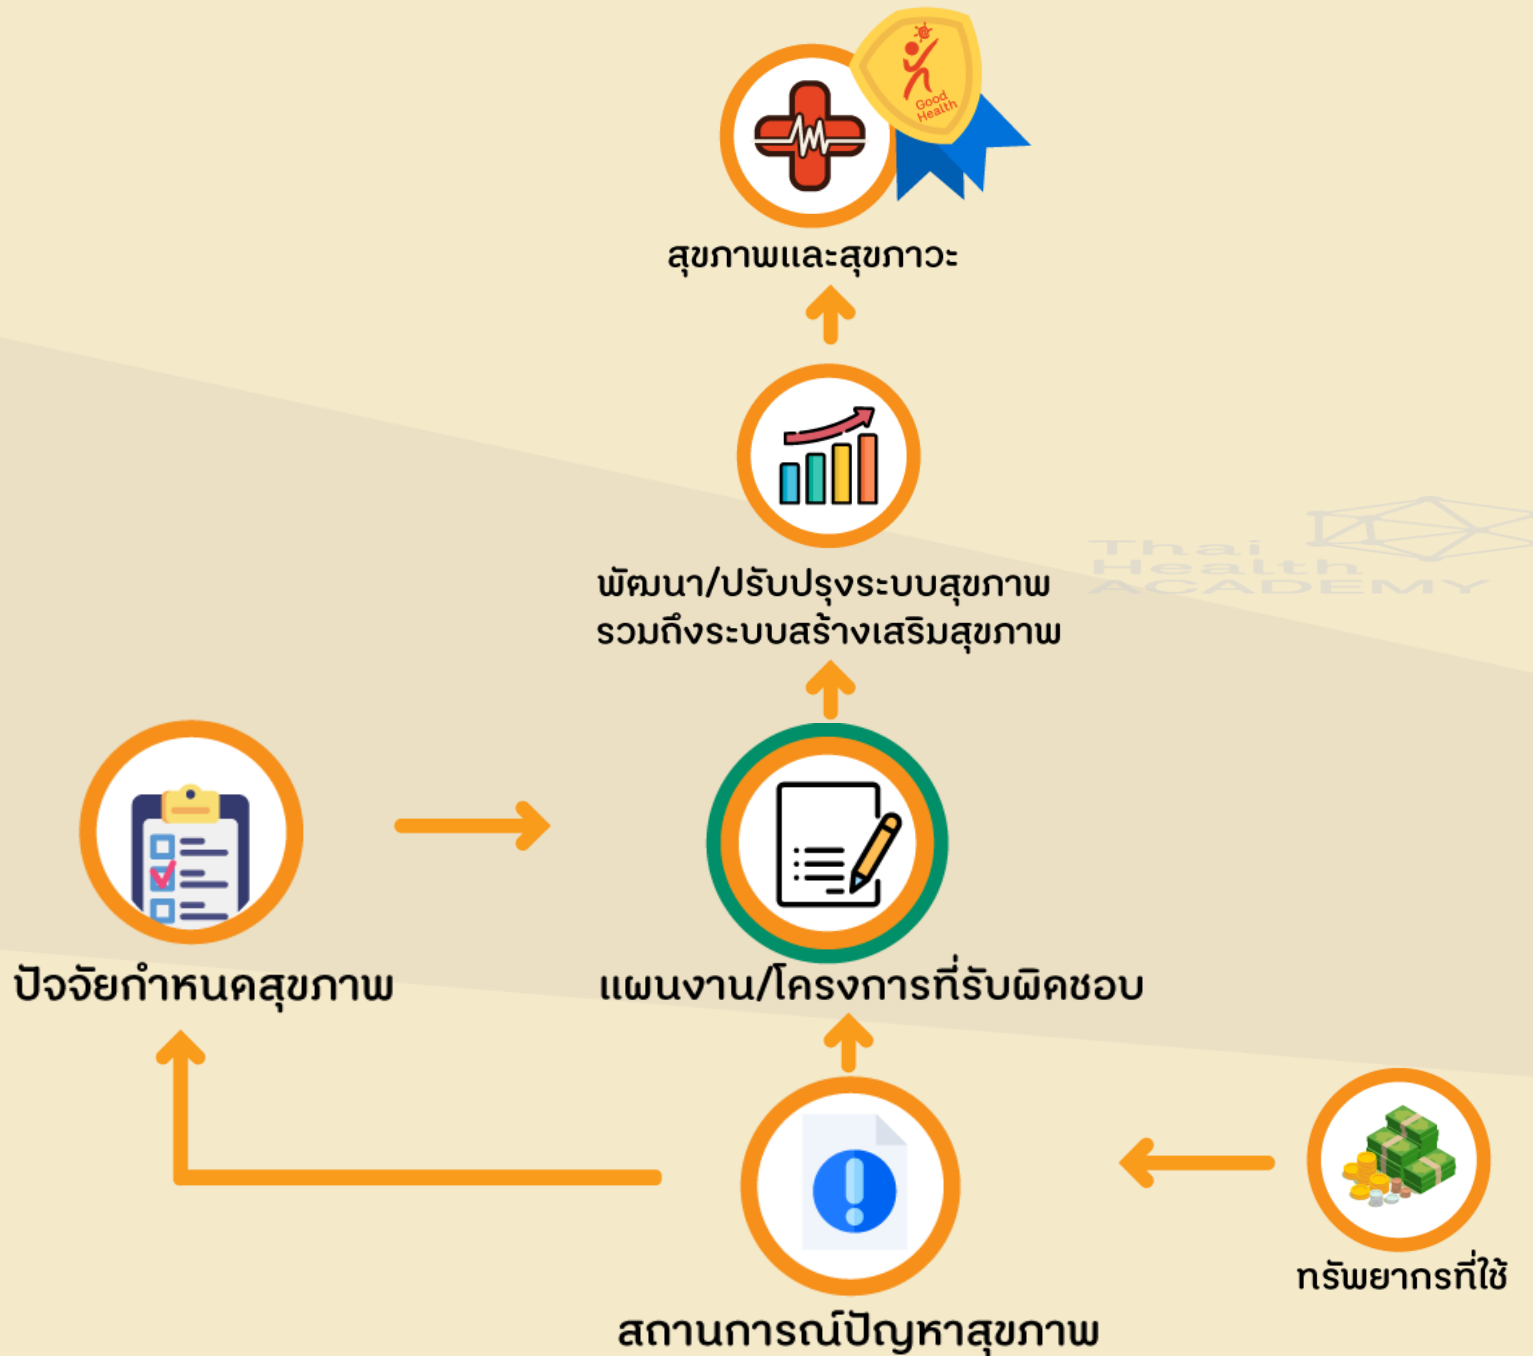 Good
Health
สุขภาพและสุขภาวะ
พัฒนา/ปรับปรุงระบบสุขภาพ
รวมถึงระบบสร้างเสริมสุขภาพ
Thai
Health
ACADEMY
ปัจจัยกำหนดสุขภาพ
แผนงาน/โครงการที่รับผิดชอบ
ทรัพยากรที่ใช้
สถานการณ์ปัญหาสุขภาพ